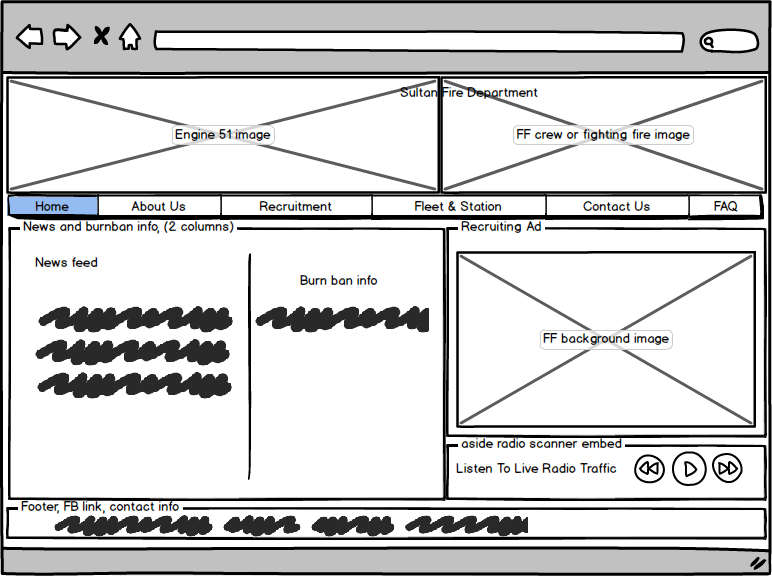 Sultan Fire Department
Engine 51 image
FF crew or fighting fire image
Home About Us Recruitment Fleet & Station Contact Us FAQ
News and burnban info, (2 columns)
News feed
Burn ban info
Recruiting Ad
FF background image
aside radio scanner embed
Listen To Live Radio Traffic
Footer, FB link, contact info